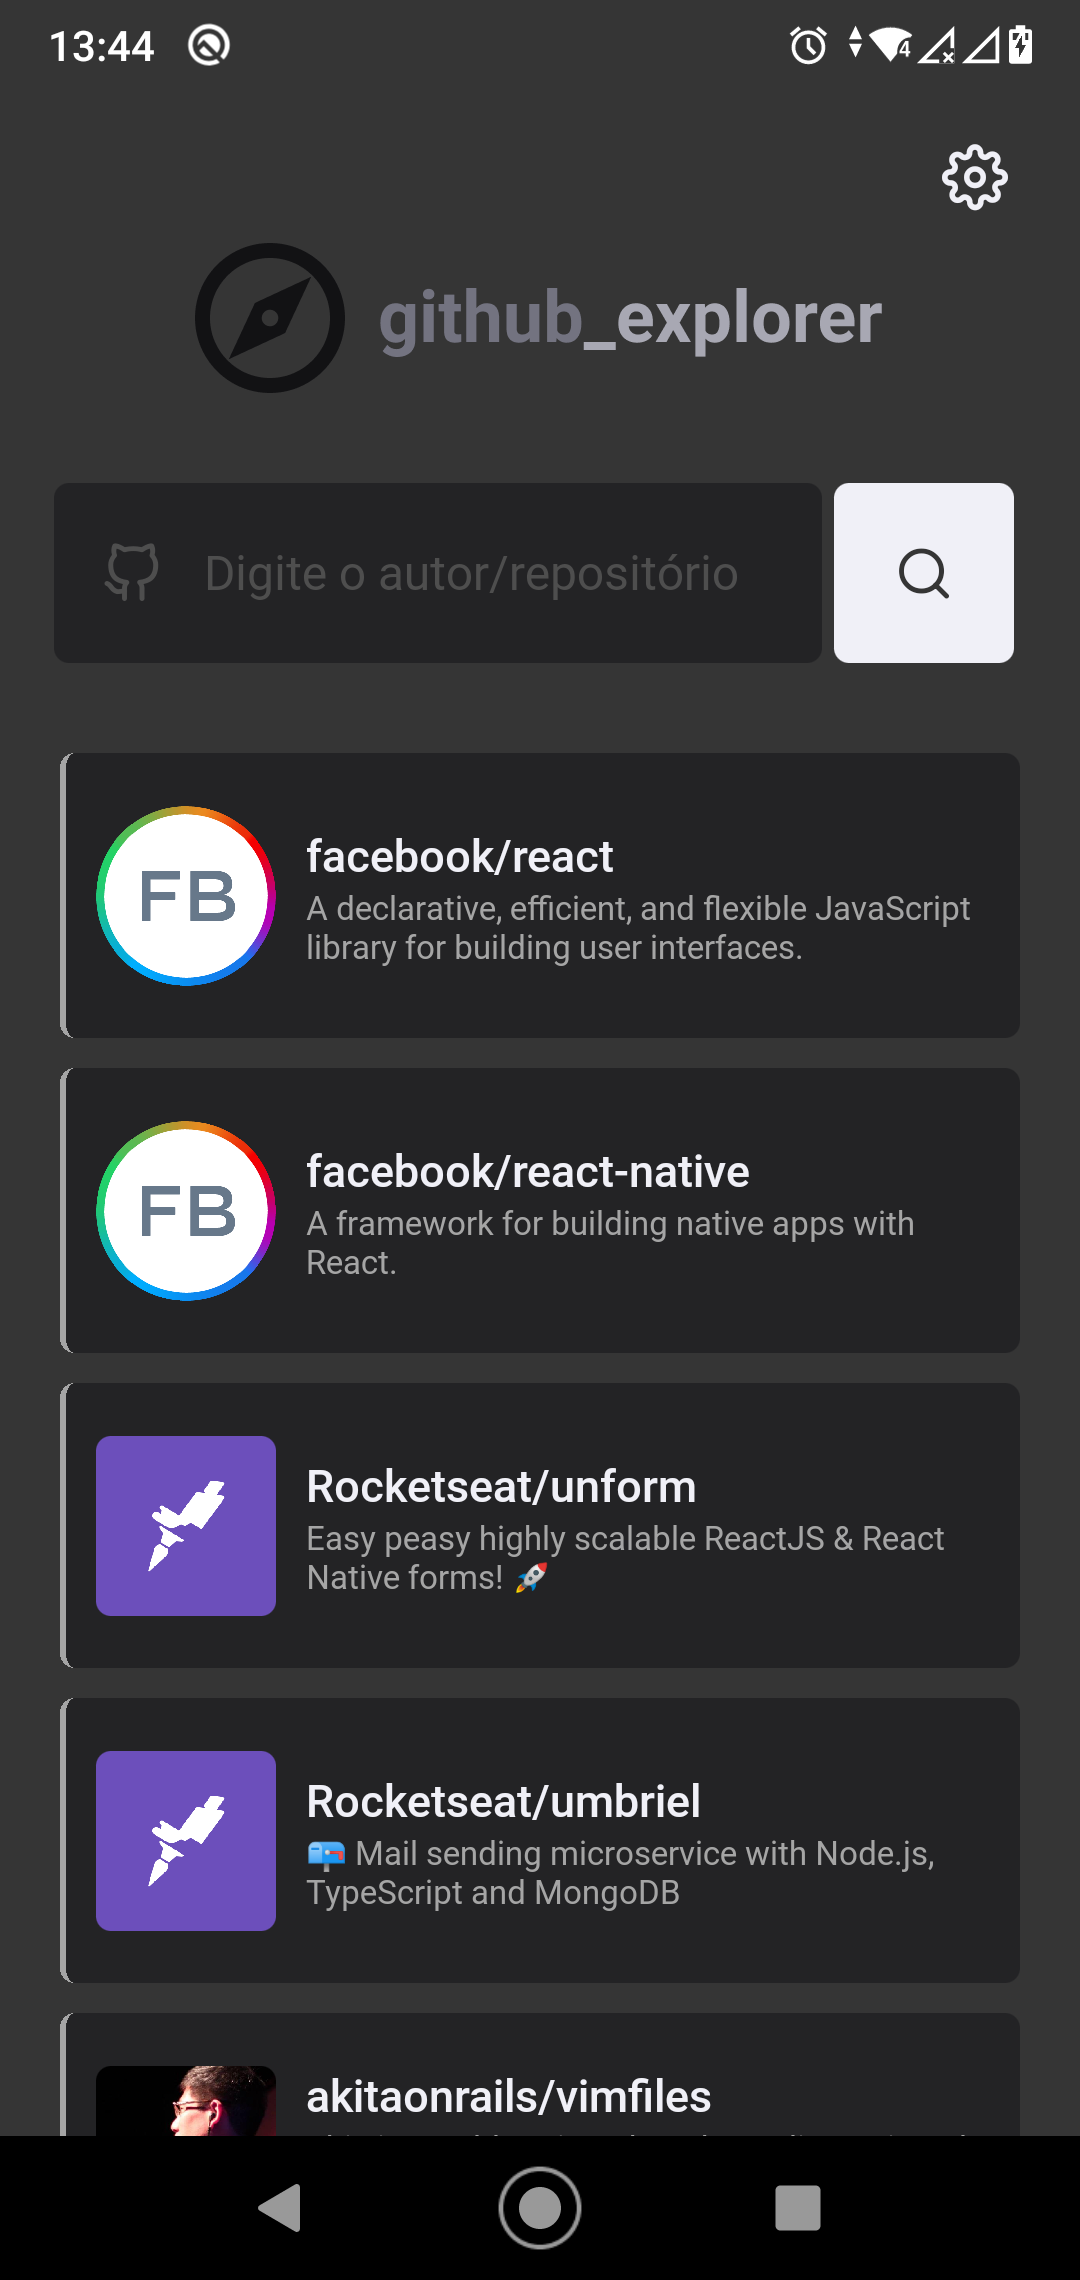 13:44
4
github_explorer
Digite o autor/repositório
FB
facebook/react
A declarative, efficient, and flexible JavaScript
library for building user interfaces.
FB
facebook/react-native
A framework for building native apps with
React.
Rocketseat/unform
Easy peasy highly scalable ReactJS & React
Native forms! 🚀
Rocketseat/umbriel
📪 Mail sending microservice with Node.js,
TypeScript and MongoDB
akitaonrails/vimfiles